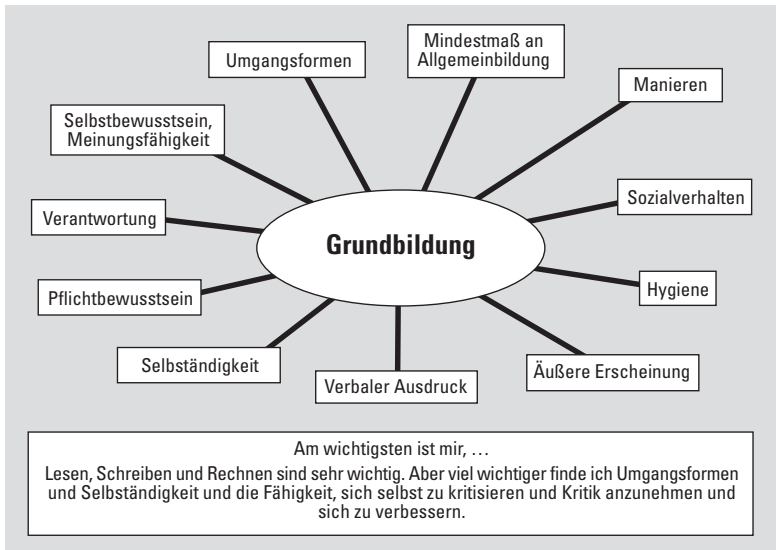 Umgangsformen
Mindestmaß an
Allgemeinbildung
Manieren
Selbstbewusstsein,
Meinungsfähigkeit
Sozialverhalten
Verantwortung
Grundbildung
Hygiene
Pflichtbewusstsein
Selbständigkeit
Verbaler Ausdruck
Äußere Erscheinung
Am wichtigsten ist mir, …
Lesen, Schreiben und Rechnen sind sehr wichtig. Aber viel wichtiger finde ich Umgangsformen
und Selbständigkeit und die Fähigkeit, sich selbst zu kritisieren und Kritik anzunehmen und
sich zu verbessern.